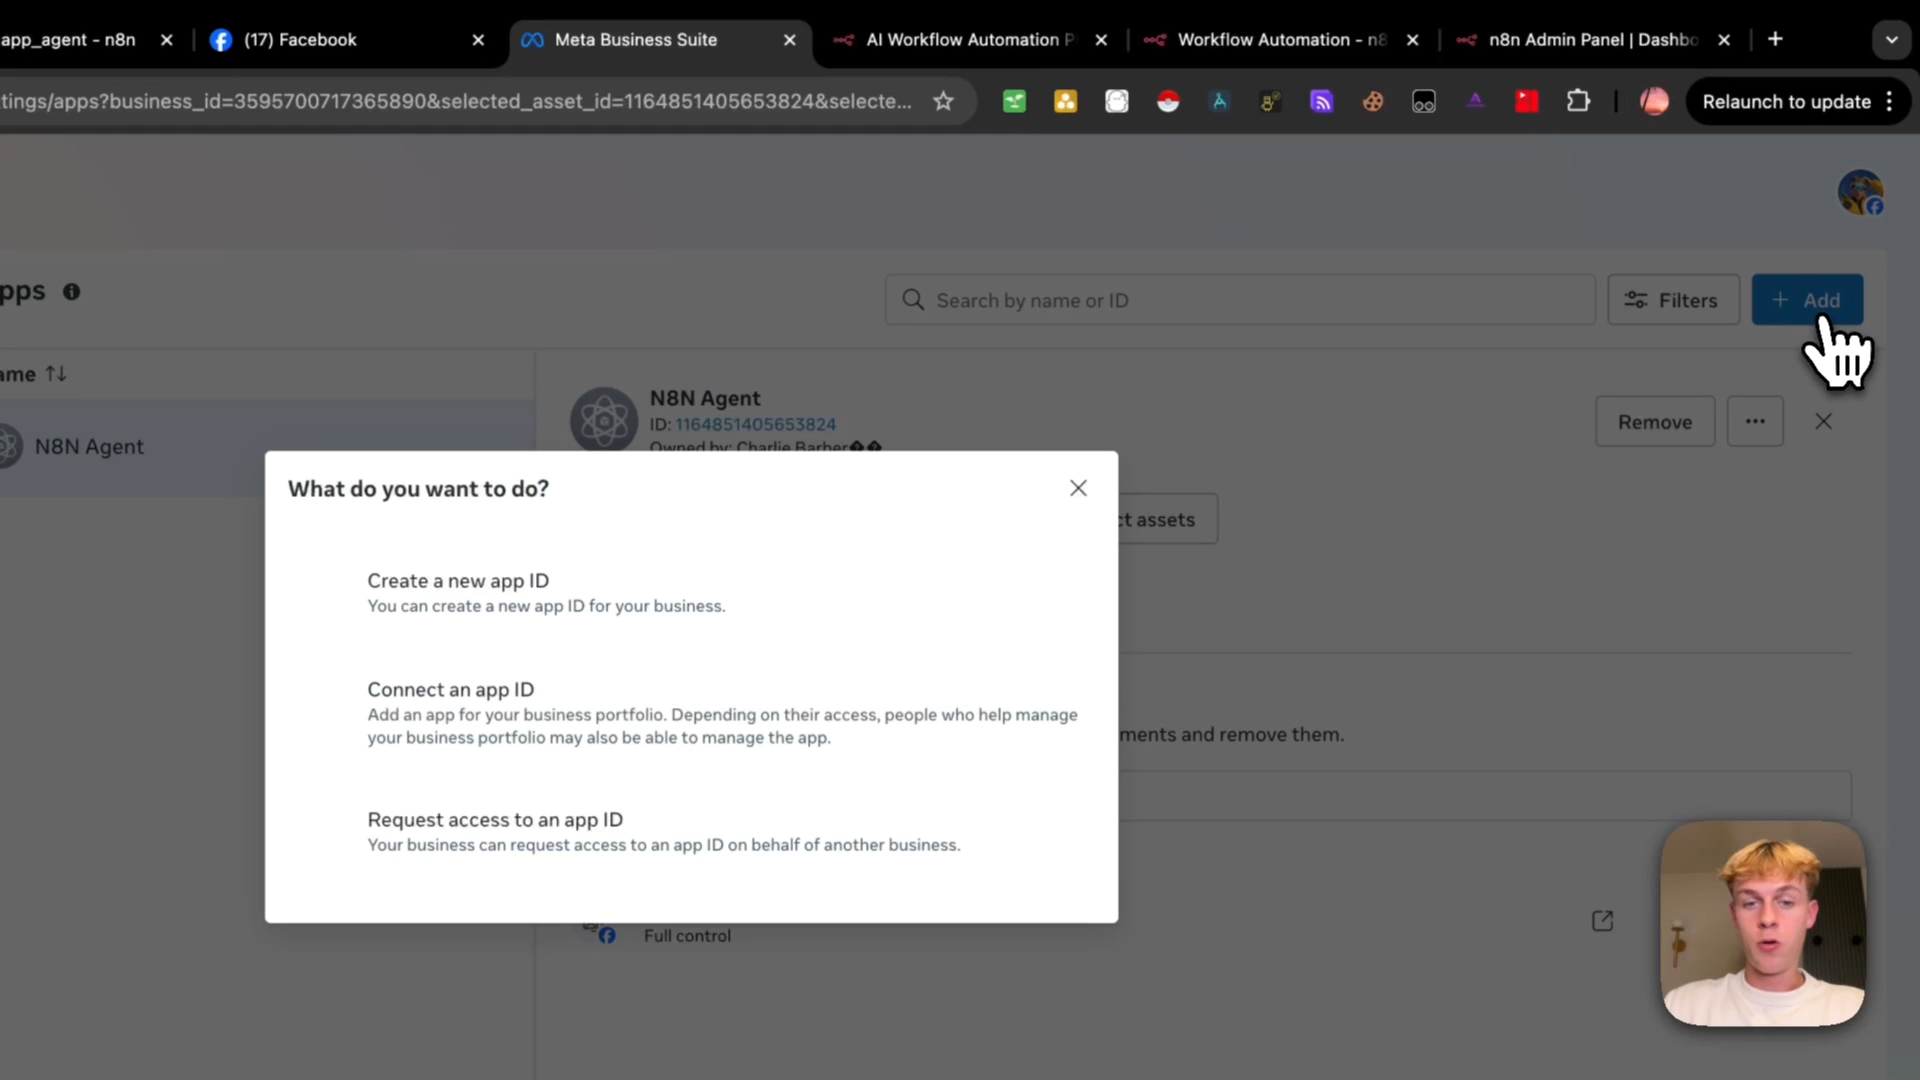 app_agent - n8n
(17) Facebook
Meta Business Suite
AI Workflow Automation P
Workflow Automation - n8
n8n Admin Panel | Dashbo
tings/apps?business_id=3595700717365890&selected_asset_id=1164851405653824&selecte...
Relaunch to update
pps
Search by name or ID
Filters
+ Add
ame
N8N Agent
N8N Agent
ID: 1164851405653824
Owned by: Charlie Barber��
Remove
ct assets
What do you want to do?
Create a new app ID
You can create a new app ID for your business.
Connect an app ID
Add an app for your business portfolio. Depending on their access, people who help manage
your business portfolio may also be able to manage the app.
ments and remove them.
Request access to an app ID
Your business can request access to an app ID on behalf of another business.
Full control